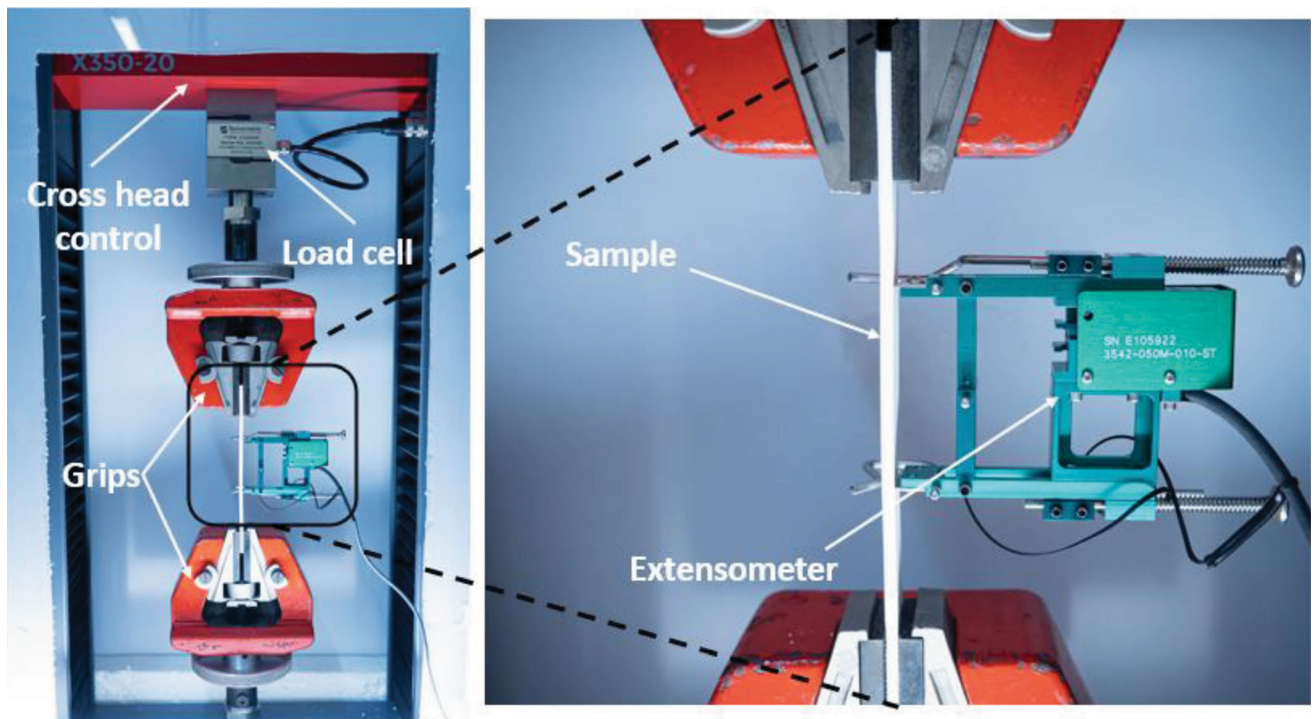 X350-20
Cross head
control
Load cell
Grips
Sample
SN E105922
3542-050M-010-ST
Extensometer